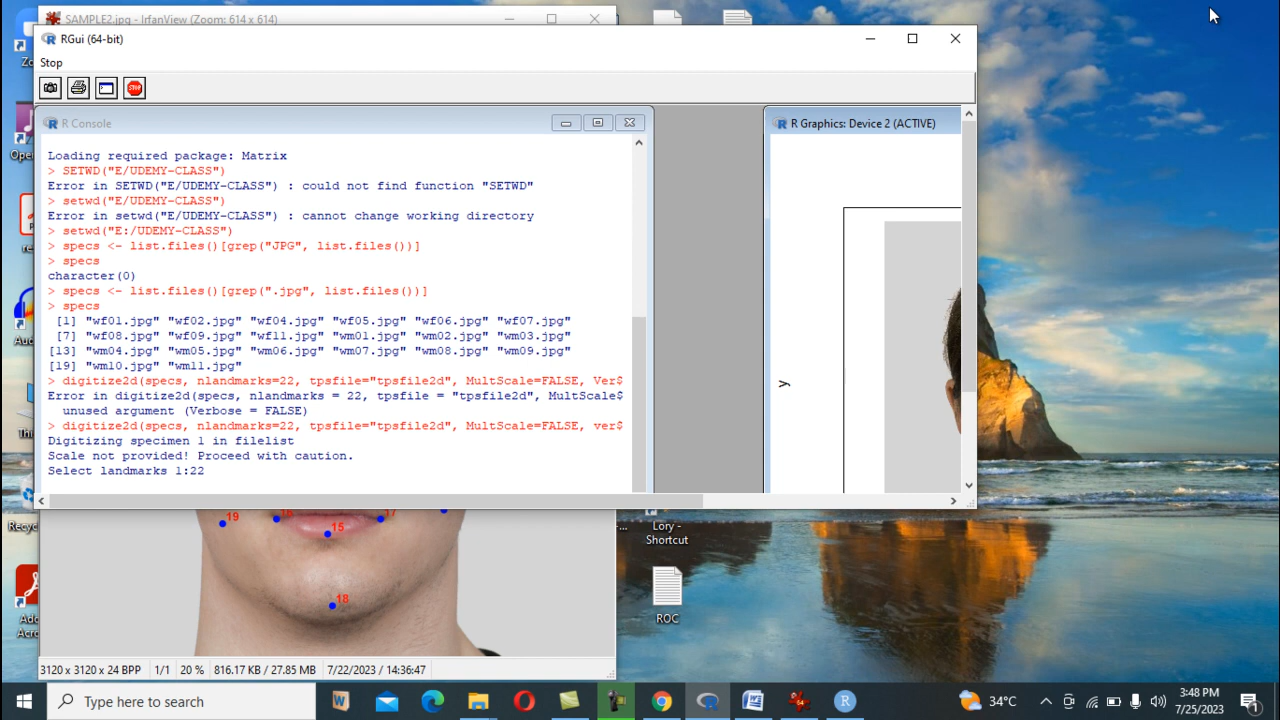 SAMPLE2.jpg - IrfanView (Zoom: 614 x 614)
RGui (64-bit)
Stop
STOP
R Console
R Graphics: Device 2 (ACTIVE)
Loading required package: Matrix
> SETWD("E/UDEMY-CLASS")
Error in SETWD("E/UDEMY-CLASS") : could not find function "SETWD"
> setwd("E/UDEMY-CLASS")
Error in setwd("E/UDEMY-CLASS") : cannot change working directory
> setwd("E:/UDEMY-CLASS")
> specs <- list.files()[grep("JPG", list.files())]
> specs
character(0)
> specs <- list.files()[grep(".jpg", list.files())]
> specs
[1] "wf01.jpg" "wf02.jpg" "wf04.jpg" "wf05.jpg" "wf06.jpg" "wf07.jpg"
[7] "wf08.jpg" "wf09.jpg" "wf11.jpg" "wm01.jpg" "wm02.jpg" "wm03.jpg"
[13] "wm04.jpg" "wm05.jpg" "wm06.jpg" "wm07.jpg" "wm08.jpg" "wm09.jpg"
[19] "wm10.jpg" "wm11.jpg"
> digitize2d(specs, nlandmarks=22, tpsfile="tpsfile2d", MultScale=FALSE, Ver$
Error in digitize2d(specs, nlandmarks = 22, tpsfile = "tpsfile2d", MultScale$
unused argument (Verbose = FALSE)
> digitize2d(specs, nlandmarks=22, tpsfile="tpsfile2d", MultScale=FALSE, ver$
Digitizing specimen 1 in filelist
Scale not provided! Proceed with caution.
Select landmarks 1:22
y
19
15
18
Lory -
Shortcut
ROC
3120 x 3120 x 24 BPP 1/1 20 % 816.17 KB / 27.85 MB 7/22/2023 / 14:36:47
Type here to search
34°C
3:48 PM
7/25/2023
1